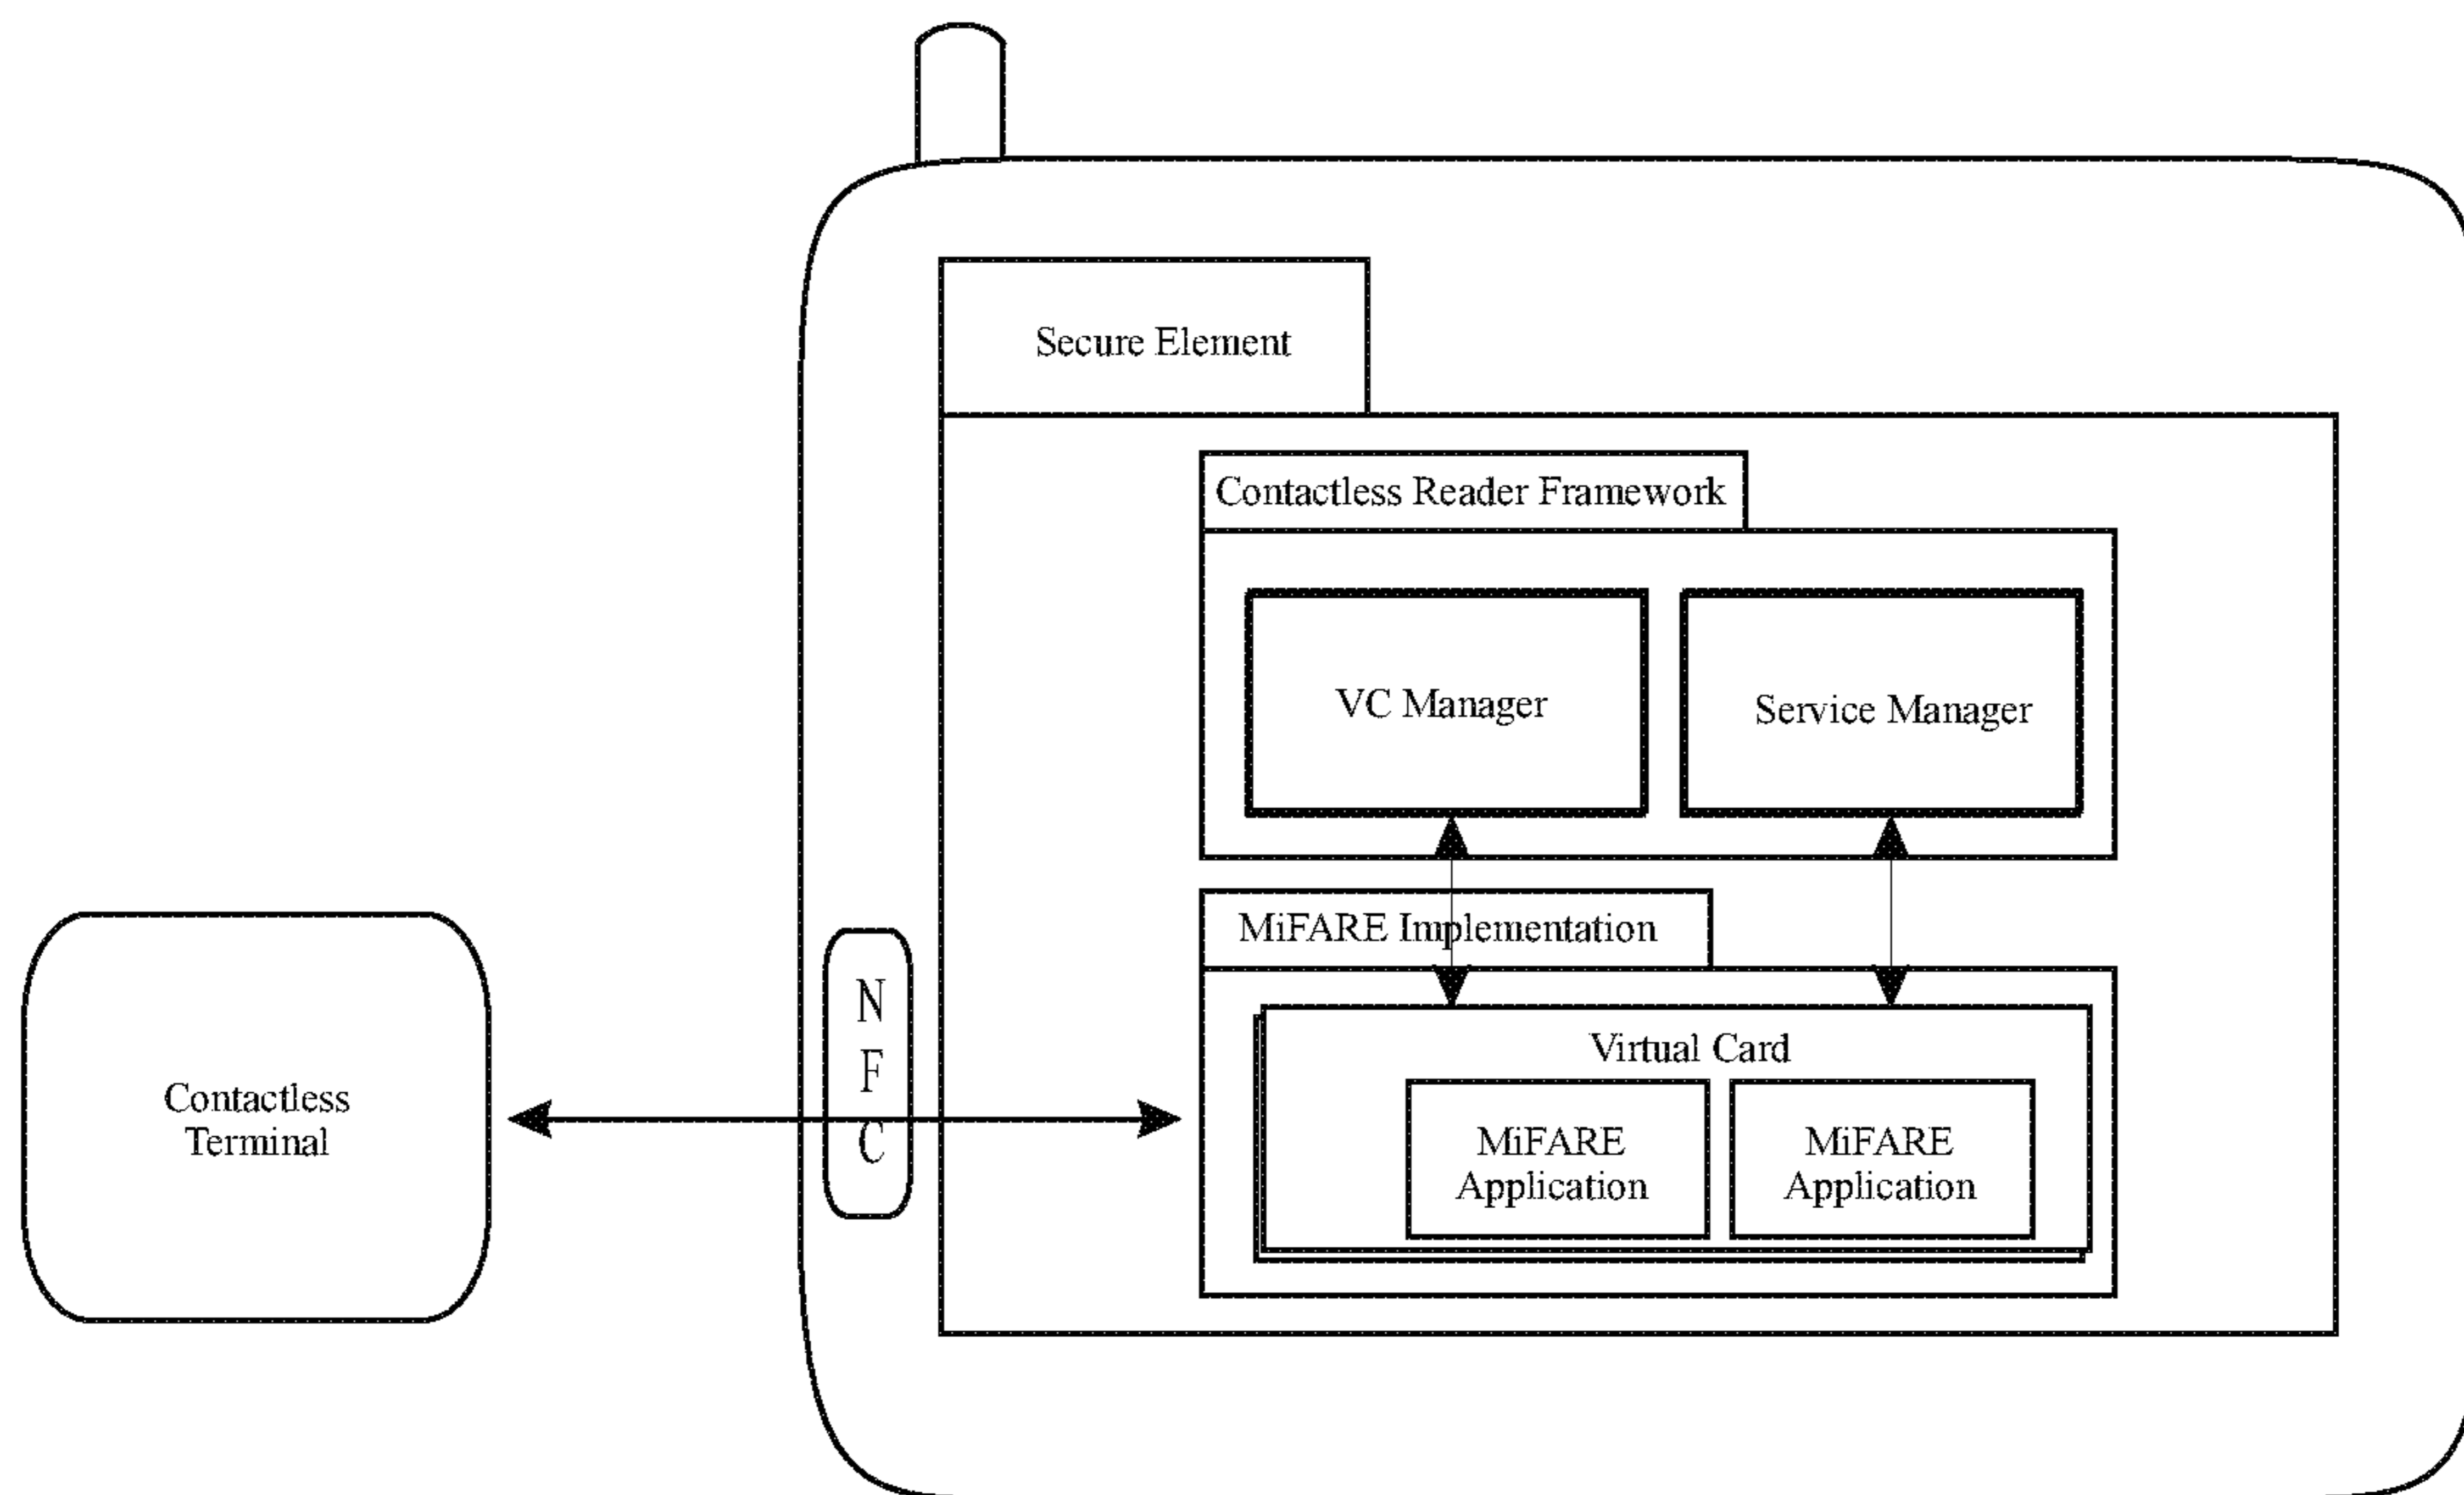 Secure Element
Contactless Reader Framework
VC Manager
Service Manager
MiFARE Implementation
N
F
C
Contactless
Terminal
Virtual Card
MiFARE
Application
MiFARE
Application